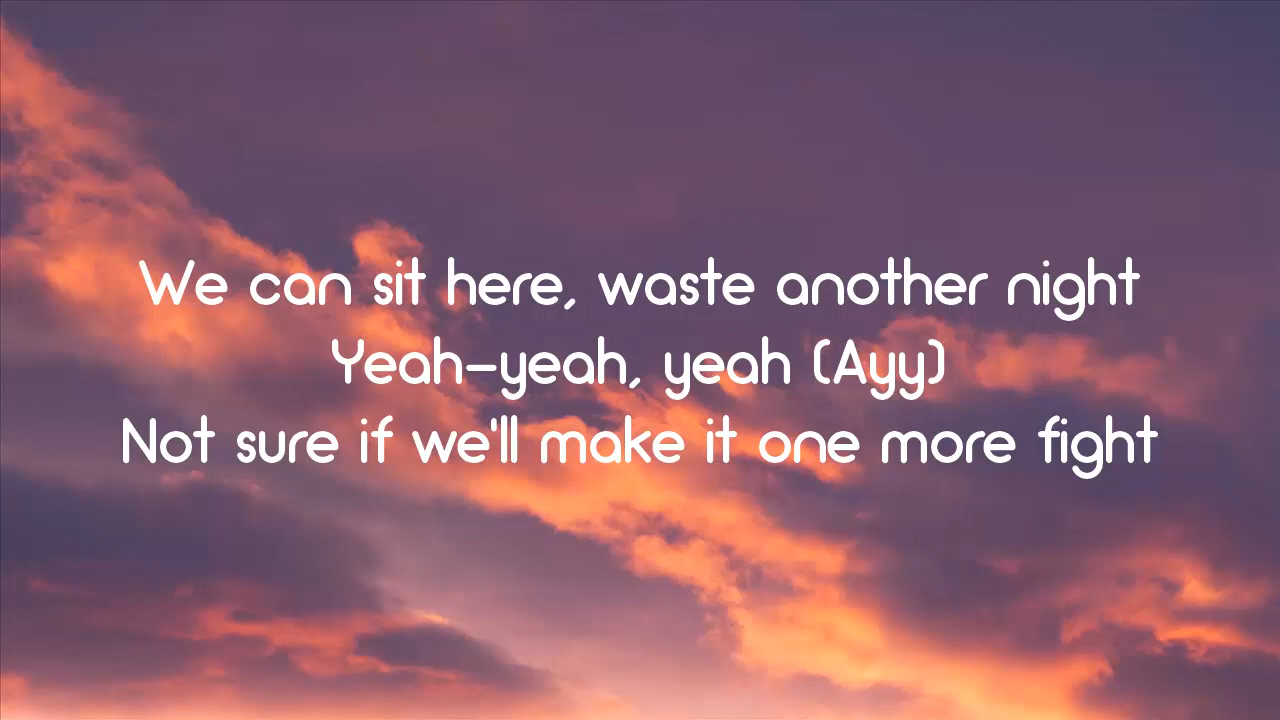 We can sit here, waste another night
Yeah-yeah, yeah (Ayy)
Not sure if we'll make it one more fight